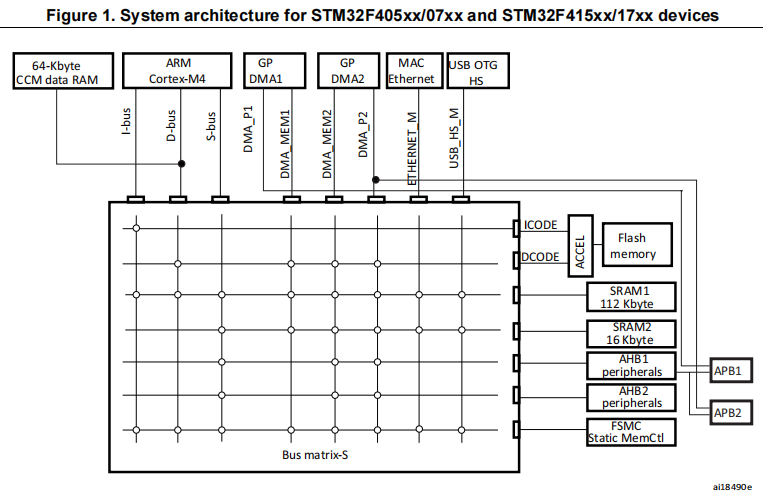 Figure 1. System architecture for STM32F405xx/07xx and STM32F415xx/17xx devices
64-Kbyte
CCM data RAM
ARM
Cortex-M4
GP
DMA1
GP
DMA2
MAC
Ethernet
USB OTG
HS
I-bus
D-bus
S-bus
DMA_P1
DMA_MEM1
DMA_MEM2
DMA_P2
ETHERNET_M
USB_HS_M
ICODE
DCODE
ACCEL
Flash
memory
SRAM1
112 Kbyte
SRAM2
16 Kbyte
AHB1
peripherals
AHB2
peripherals
FSMC
Static MemCtl
APB1
APB2
Bus matrix-S
ai18490e